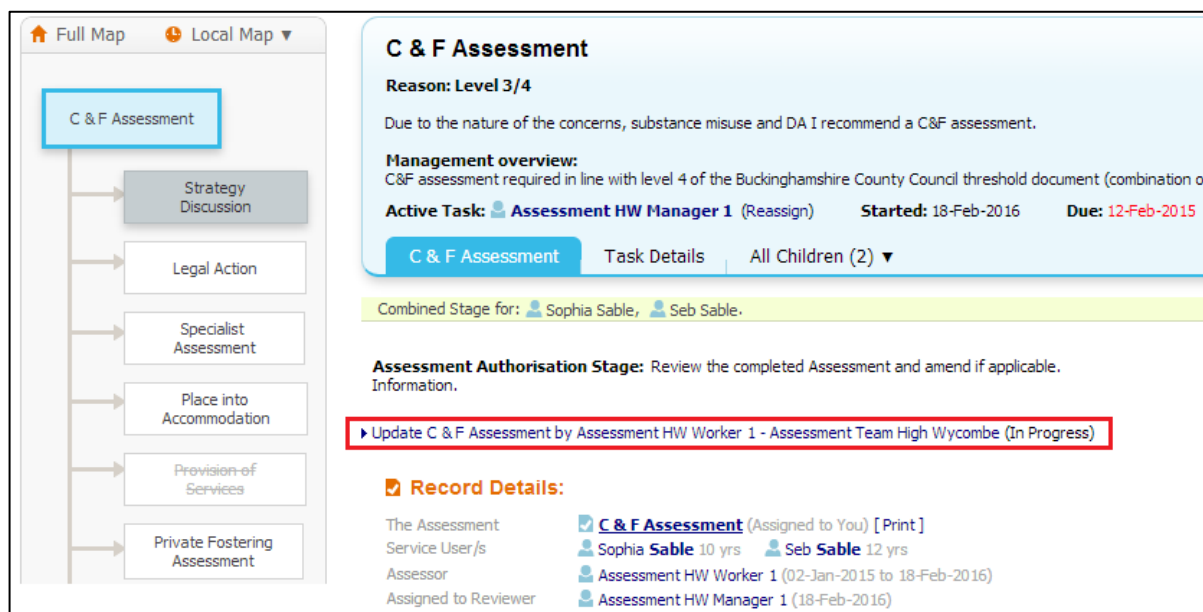 Full Map Local Map ▼
C & F Assessment
Strategy
Discussion
Legal Action
Specialist
Assessment
Place into
Accommodation
Provision of
Services
Private Fostering
Assessment
C & F Assessment
Reason: Level 3/4
Due to the nature of the concerns, substance misuse and DA I recommend a C&F assessment.
Management overview:
C&F assessment required in line with level 4 of the Buckinghamshire County Council threshold document (combination o
Active Task: Assessment HW Manager 1 (Reassign) Started: 18-Feb-2016 Due: 12-Feb-2015
C & F Assessment Task Details All Children (2) ▼
Combined Stage for: Sophia Sable, Seb Sable.
Assessment Authorisation Stage: Review the completed Assessment and amend if applicable.
Information.
Update C & F Assessment by Assessment HW Worker 1 - Assessment Team High Wycombe (In Progress)
Record Details:
The Assessment C & F Assessment (Assigned to You) [ Print ]
Service User/s Sophia Sable 10 yrs Seb Sable 12 yrs
Assessor Assessment HW Worker 1 (02-Jan-2015 to 18-Feb-2016)
Assigned to Reviewer Assessment HW Manager 1 (18-Feb-2016)